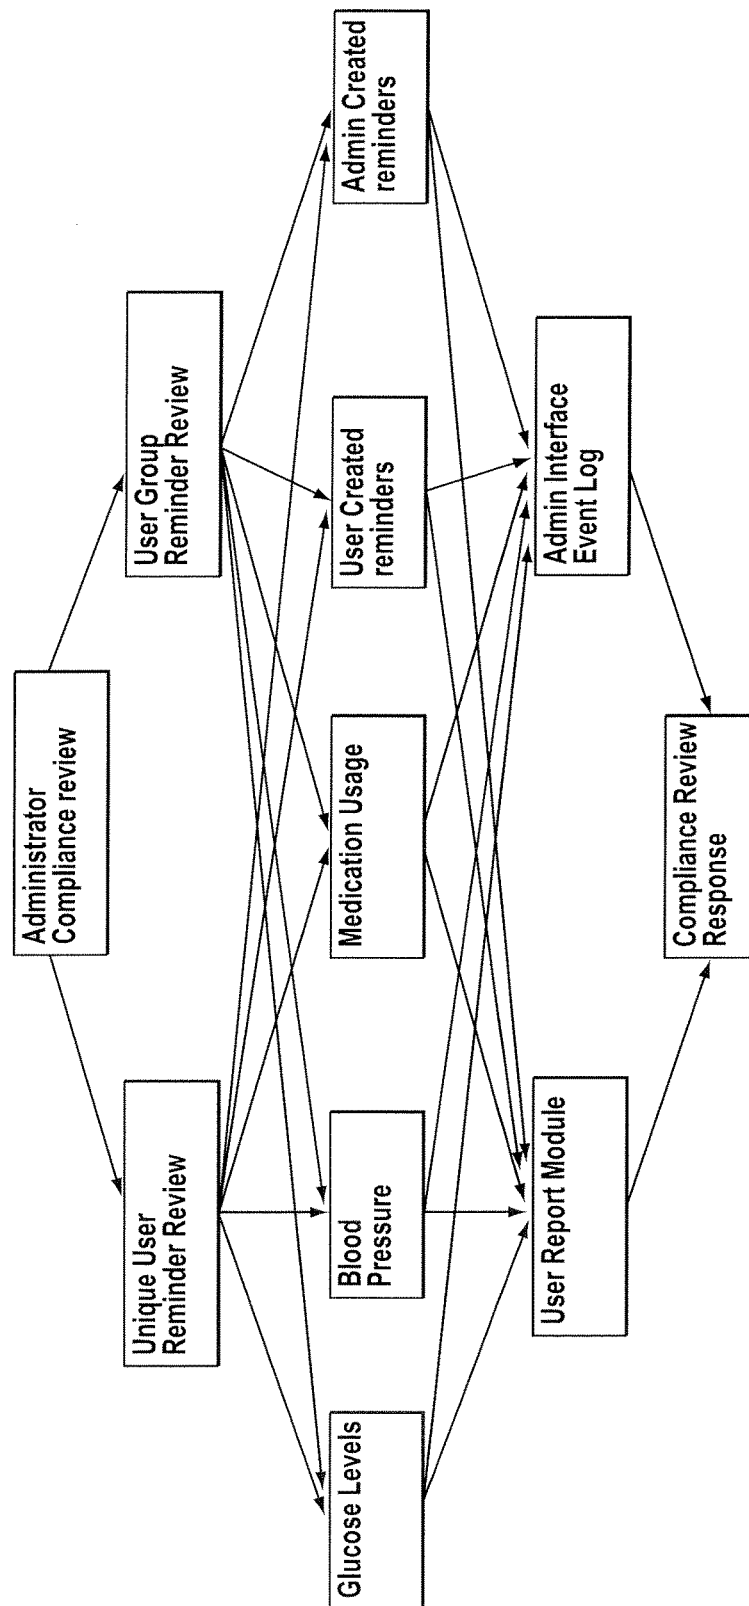 Administrator
Compliance review
Unique User
Reminder Review
User Group
Reminder Review
Glucose Levels
Blood
Pressure
Medication Usage
User Created
reminders
Admin Created
reminders
User Report Module
Admin Interface
Event Log
Compliance Review
Response